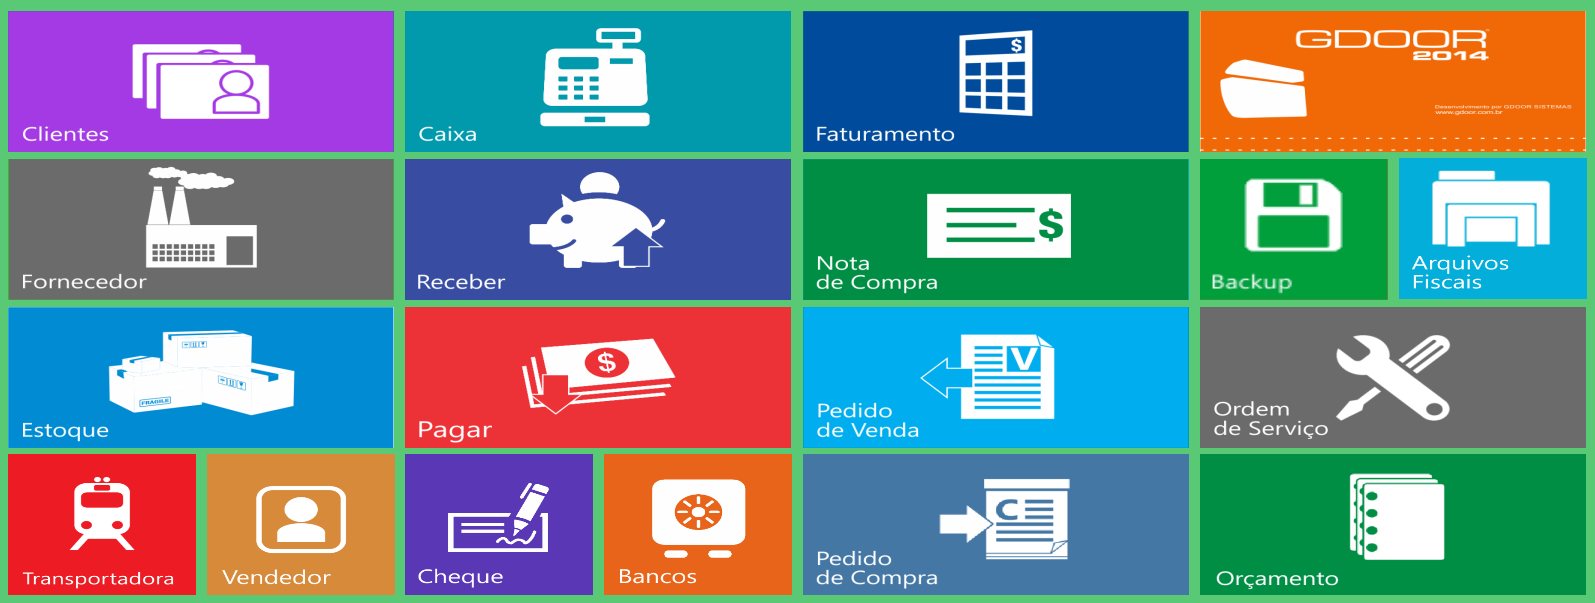 Clientes
Caixa
$
Faturamento
GDOOR
2014
Desenvolvimento por GDOOR SISTEMAS
www.gdoor.com.br
Fornecedor
Receber
$
Nota
de Compra
Backup
Arquivos
Fiscais
FRAGILE
Estoque
$
Pagar
V
Pedido
de Venda
Ordem
de Serviço
Transportadora
Vendedor
Cheque
Bancos
C
Pedido
de Compra
Orçamento